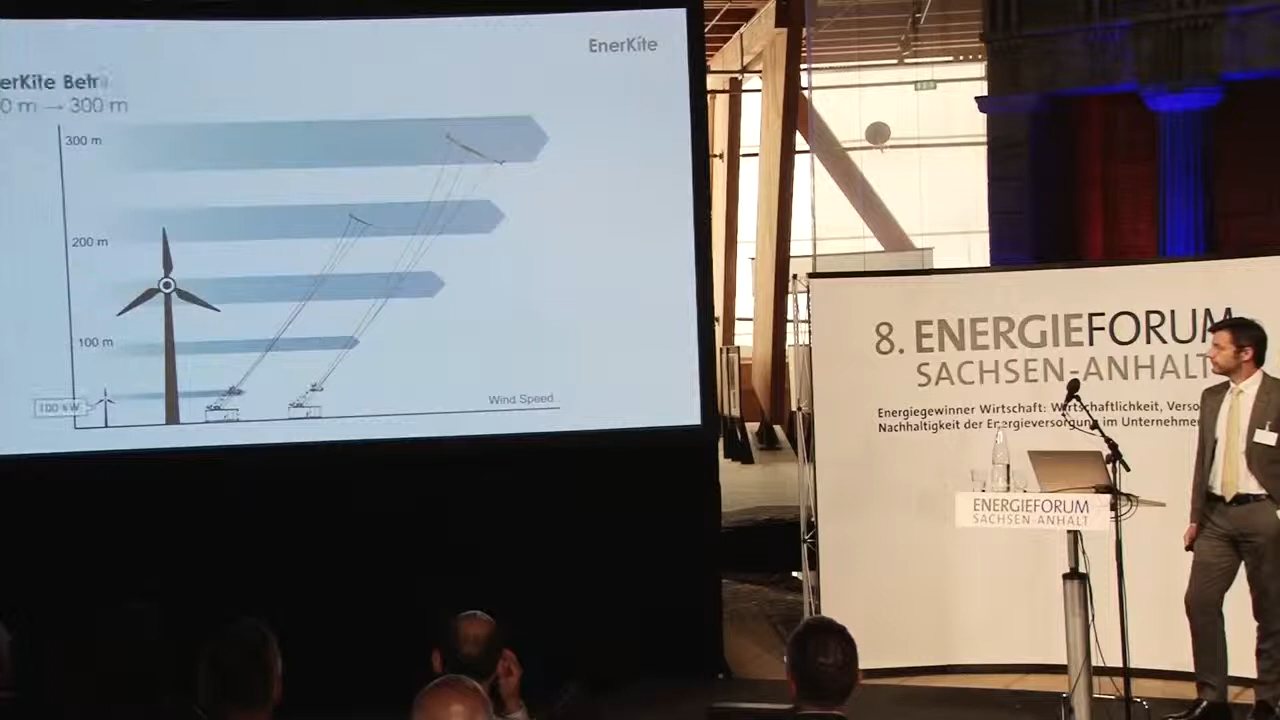 EnerKite
erKite Betr
0 m → 300 m
300 m
200 m
100 m
100 kW
Wind Speed
8. ENERGIEFORUM
SACHSEN-ANHALT
Energiegewinner Wirtschaft: Wirtschaftlichkeit, Verso
Nachhaltigkeit der Energieversorgung im Unternehme
ENERGIEFORUM
SACHSEN-ANHALT